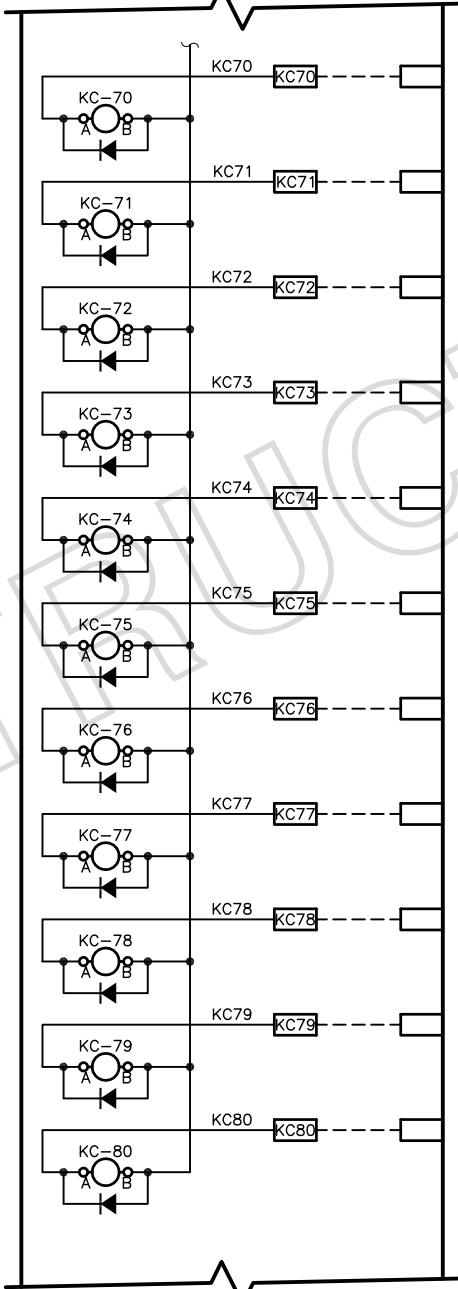 KC70 KC70
KC-70
A B
KC71 KC71
KC-71
A B
KC72 KC72
KC-72
A B
KC73 KC73
KC-73
A B
KC74 KC74
KC-74
A B
KC75 KC75
KC-75
A B
KC76 KC76
KC-76
A B
KC77 KC77
KC-77
A B
KC78 KC78
KC-78
A B
KC79 KC79
KC-79
A B
KC80 KC80
KC-80
A B
TRUCT